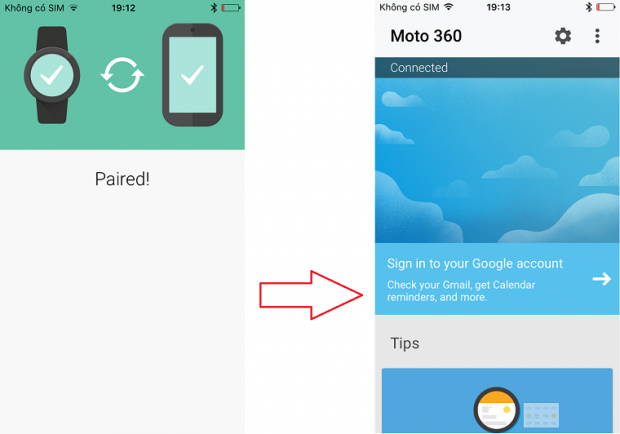 Không có SIM 19:12
Paired!
Không có SIM 19:13
Moto 360
Connected
Sign in to your Google account
Check your Gmail, get Calendar
reminders, and more.
Tips